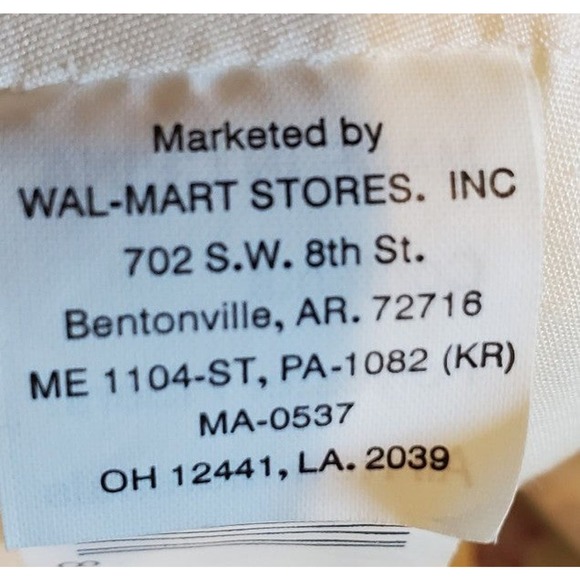 Marketed by
WAL-MART STORES. INC
702 S.W. 8th St.
Bentonville, AR. 72716
ME 1104-ST, PA-1082 (KR)
MA-0537
OH 12441, LA. 2039